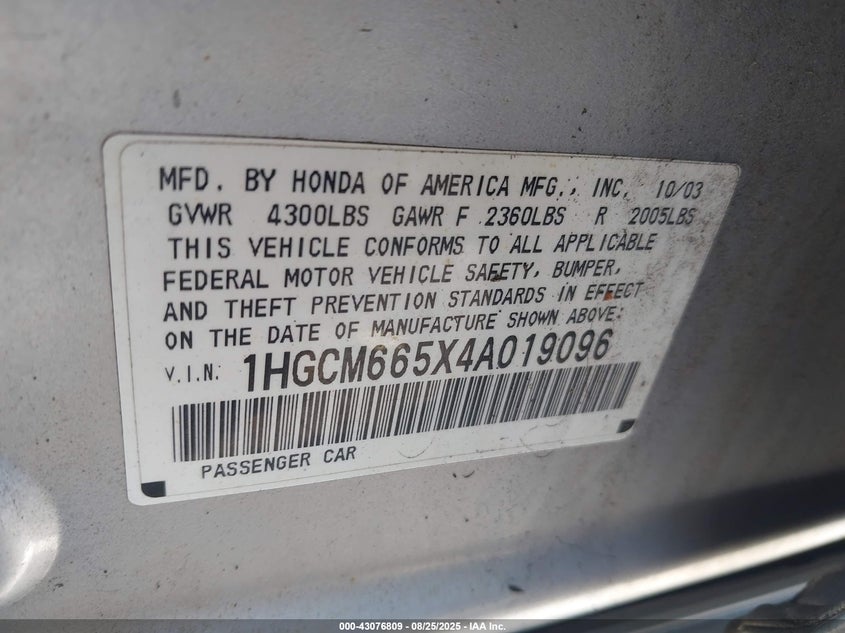 MFD. BY HONDA OF AMERICA MFG., INC. 10/03
GVWR 4300LBS GAWR F 2360LBS R 2005LBS
THIS VEHICLE CONFORMS TO ALL APPLICABLE
FEDERAL MOTOR VEHICLE SAFETY, BUMPER,
AND THEFT PREVENTION STANDARDS IN EFFECT
ON THE DATE OF MANUFACTURE SHOWN ABOVE:
V.I.N: 1HGCM665X4A019096
PASSENGER CAR
000-43076809 - 08/25/2025 - IAA Inc.